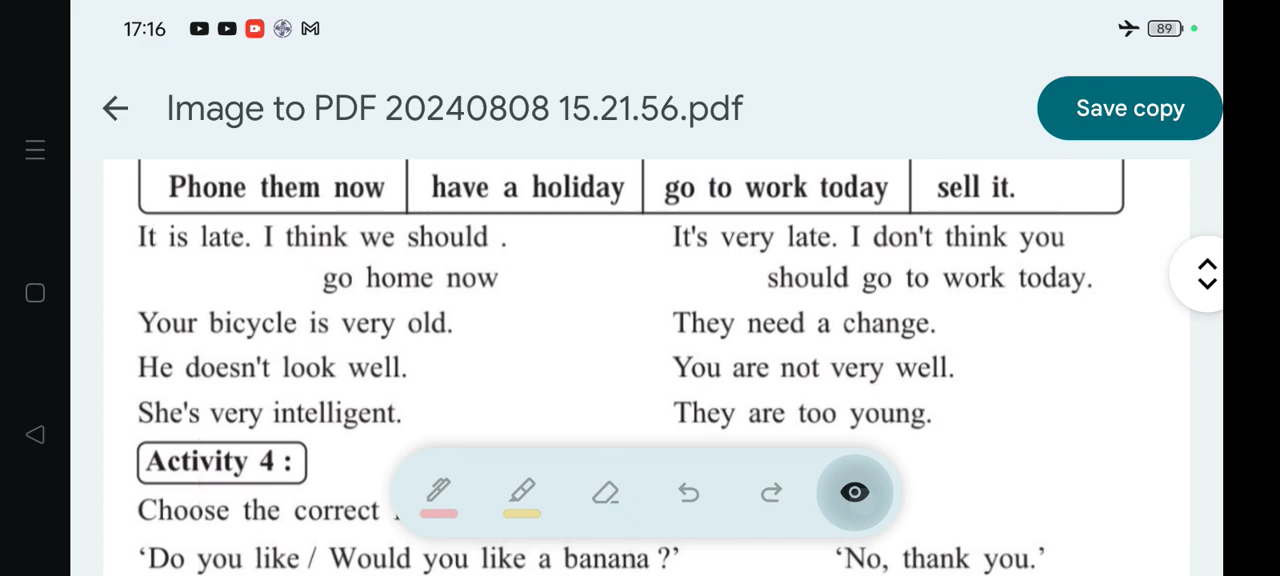 17:16
89
Image to PDF 20240808 15.21.56.pdf
Save copy
Phone them now have a holiday go to work today sell it.
It is late. I think we should .
go home now
It's very late. I don't think you
should go to work today.
Your bicycle is very old.
They need a change.
He doesn't look well.
You are not very well.
She's very intelligent.
They are too young.
Activity 4 :
Choose the correct
‘Do you like / Would you like a banana ?’
‘No, thank you.’